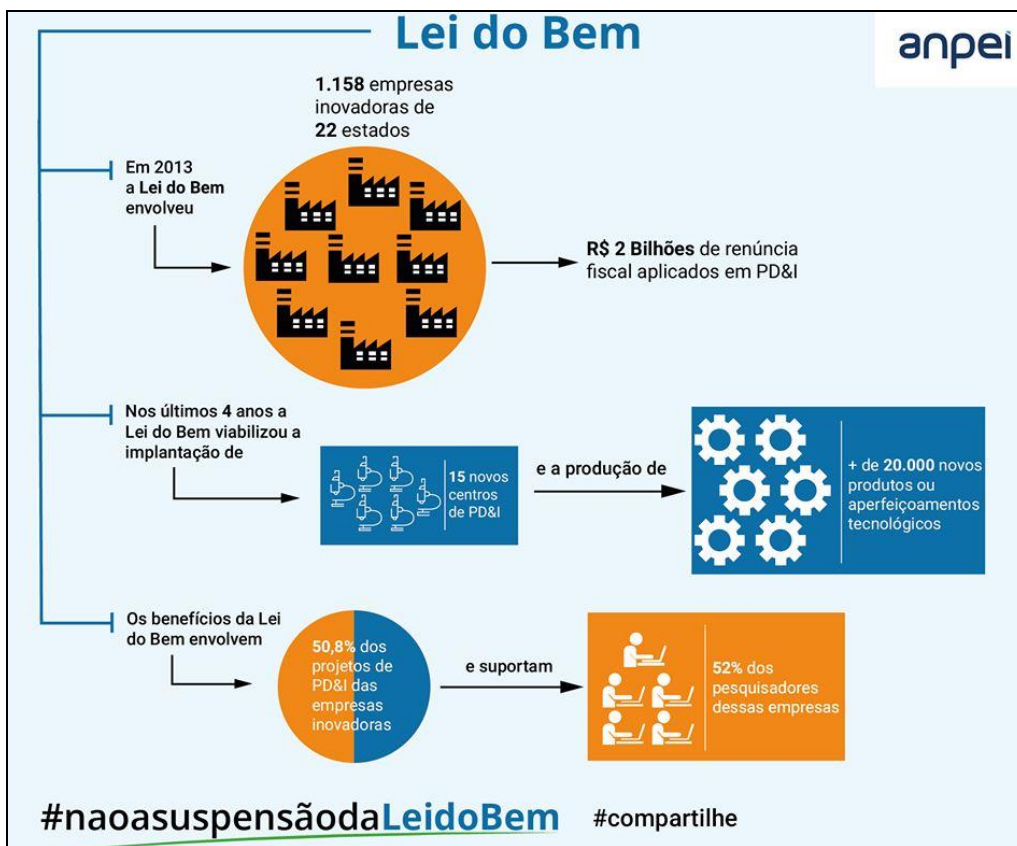 Lei do Bem
anpei
1.158 empresas
inovadoras de
22 estados
Em 2013
a Lei do Bem
envolveu
R$ 2 Bilhões de renúncia
fiscal aplicados em PD&I
Nos últimos 4 anos a
Lei do Bem viabilizou a
implantação de
15 novos
centros
de PD&I
e a produção de
+ de 20.000 novos
produtos ou
aperfeiçoamentos
tecnológicos
Os benefícios da Lei
do Bem envolvem
50,8% dos
projetos de
PD&I das
empresas
inovadoras
e suportam
52% dos
pesquisadores
dessas empresas
#naoasuspensãodaLeidoBem #compartilhe